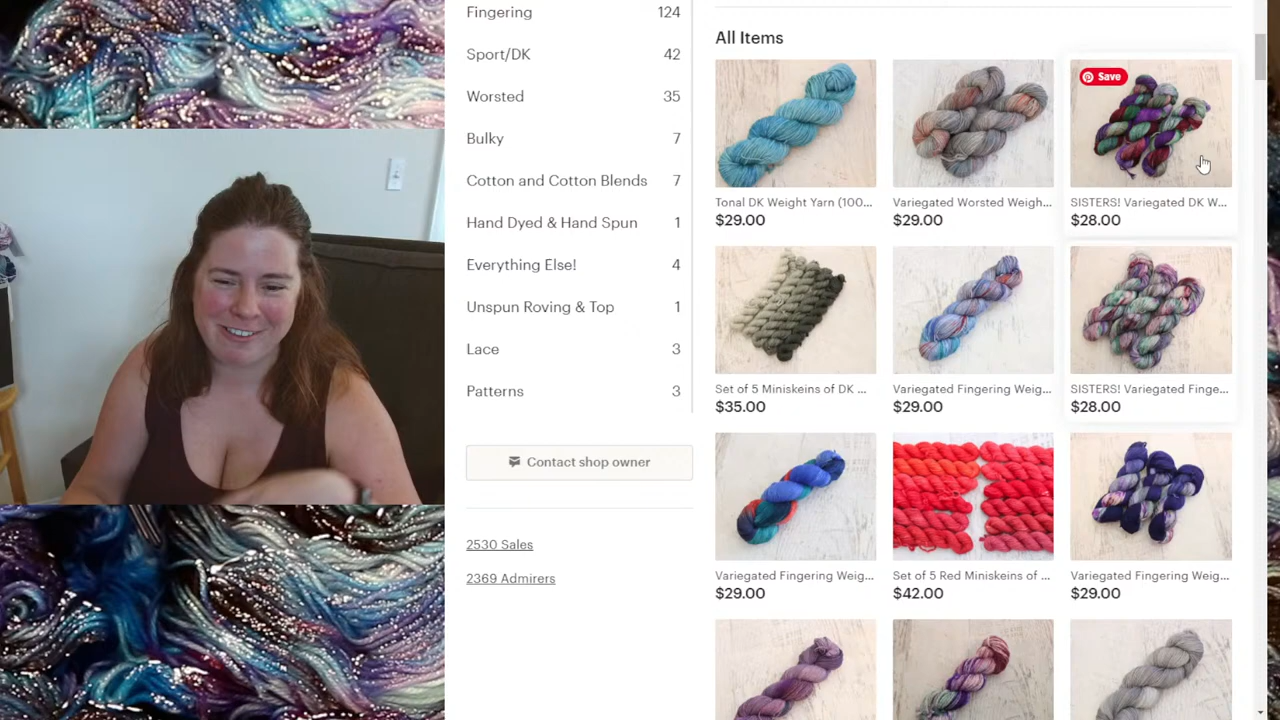 Fingering 124
Sport/DK 42
Worsted 35
Bulky 7
Cotton and Cotton Blends 7
Hand Dyed & Hand Spun 1
Everything Else! 4
Unspun Roving & Top 1
Lace 3
Patterns 3
Contact shop owner
2530 Sales
2369 Admirers
All Items
Save
Tonal DK Weight Yarn (100...
$29.00
Variegated Worsted Weigh...
$29.00
SISTERS! Variegated DK W...
$28.00
Set of 5 Miniskeins of DK ...
$35.00
Variegated Fingering Weig...
$29.00
SISTERS! Variegated Finge...
$28.00
Variegated Fingering Weig...
$29.00
Set of 5 Red Miniskeins of ...
$42.00
Variegated Fingering Weig...
$29.00